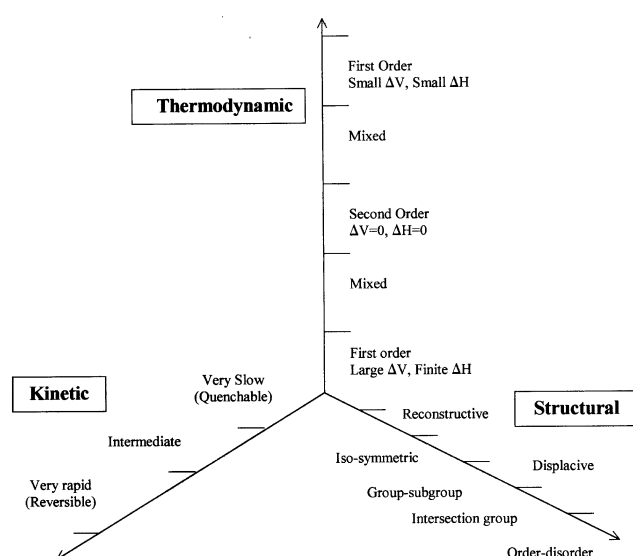 First Order
Small ΔV, Small ΔH
Thermodynamic
Mixed
Second Order
ΔV=0, ΔH=0
Mixed
First order
Large ΔV, Finite ΔH
Very Slow
(Quenchable)
Kinetic
Structural
Reconstructive
Intermediate
Iso-symmetric
Displacive
Very rapid
(Reversible)
Group-subgroup
Intersection group
Order-disorder